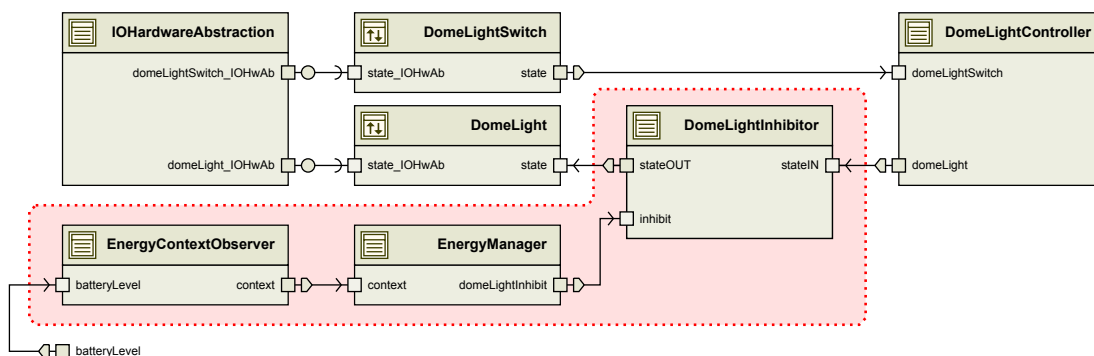 IOHardwareAbstraction
DomeLightSwitch
DomeLightController
domeLightSwitch_IOHwAb
state_IOHwAb
state
domeLightSwitch
DomeLight
DomeLightInhibitor
domeLight_IOHwAb
state_IOHwAb
state
stateOUT
stateIN
domeLight
inhibit
EnergyContextObserver
EnergyManager
batteryLevel
context
context
domeLightInhibit
batteryLevel